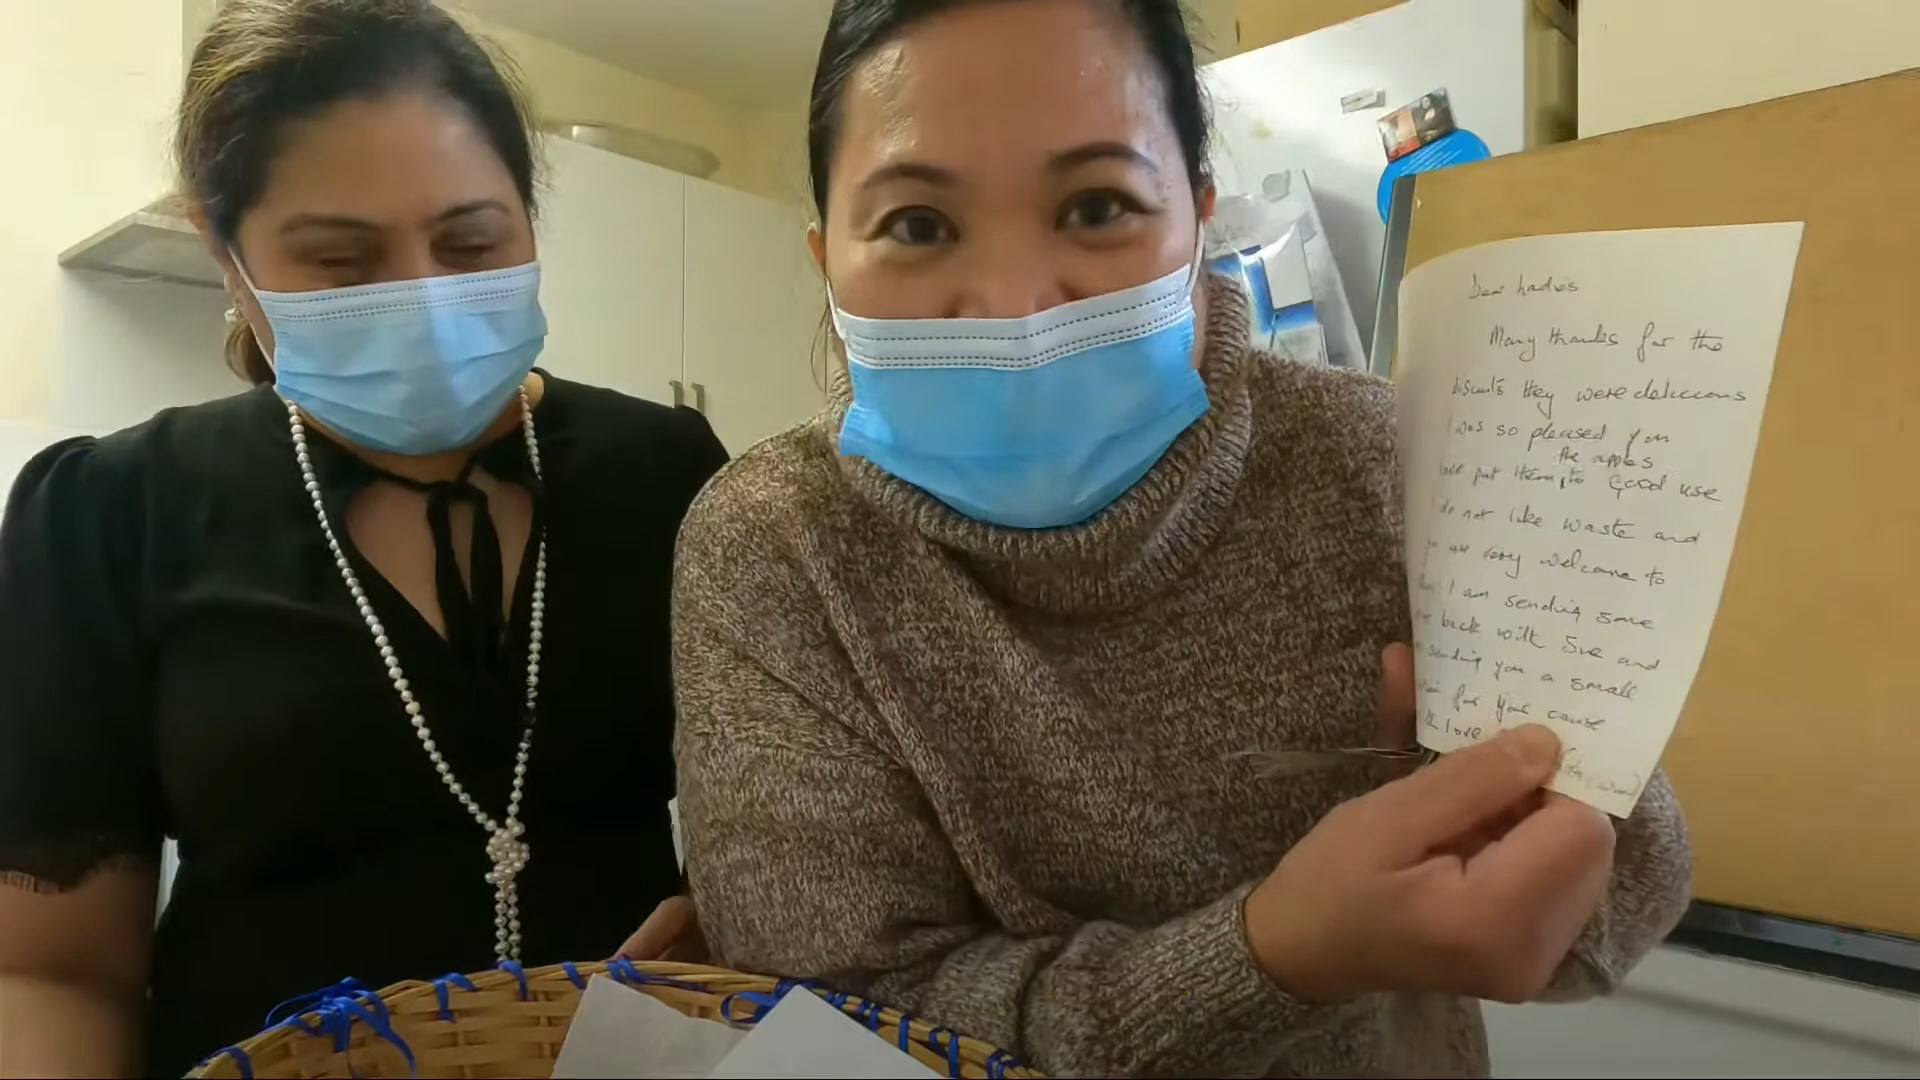 Dear Ladies
Many thanks for the
biscuits they were delicious
I was so pleased you
the apples
have put them to good use
I do not like waste and
you are very welcome to
I am sending some
back with Sue and
sending you a small
for your cause
love